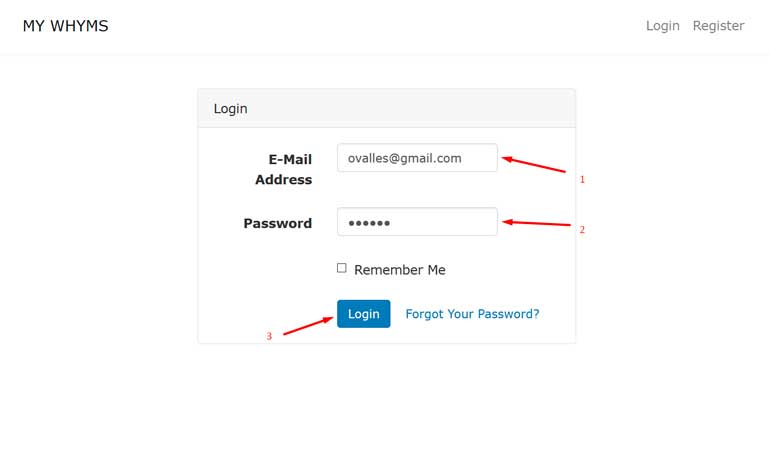 MY WHYMS
Login Register
Login
E-Mail Address
ovalles@gmail.com
1
Password
••••••
2
Remember Me
Login
Forgot Your Password?
3